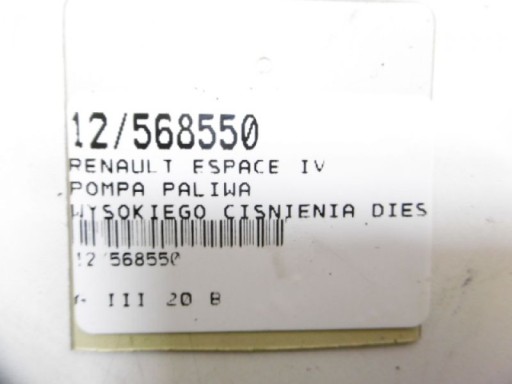 12/568550
RENAULT ESPACE IV
POMPA PALIWA
WYSOKIEGO CISNIENIA DIES
12/568550
III 20 B